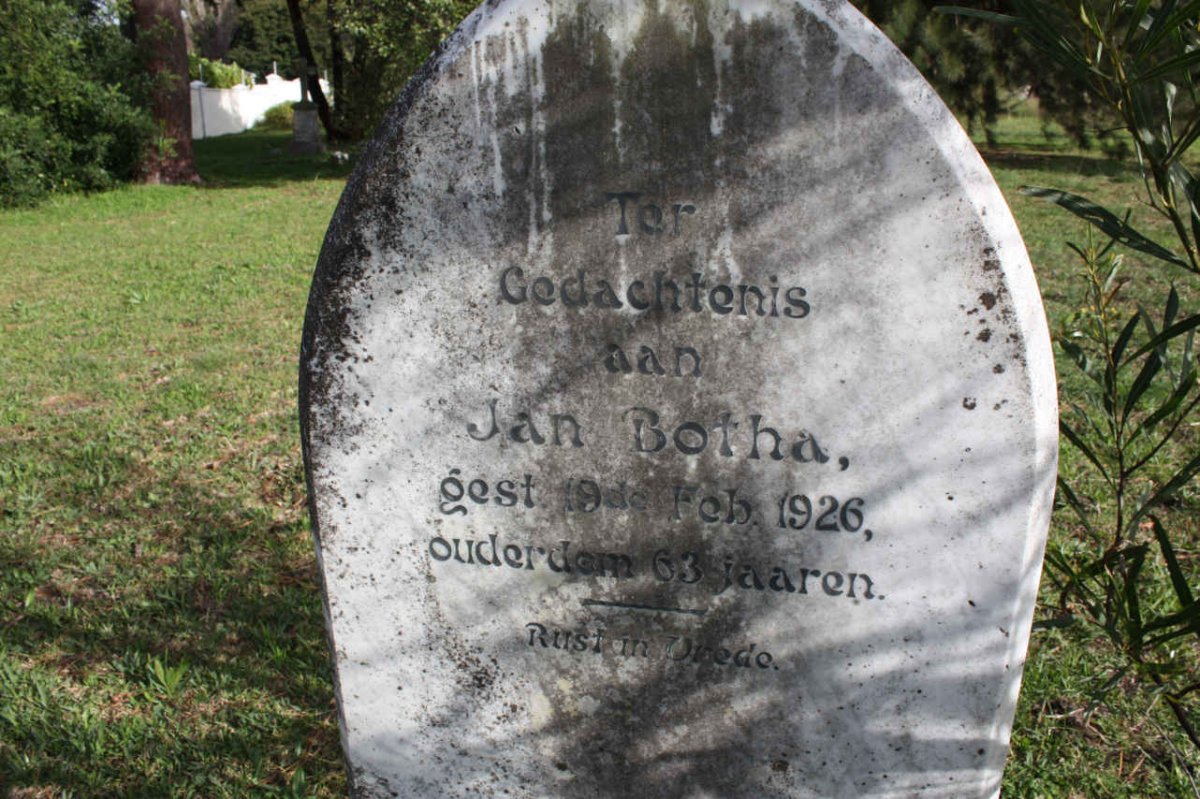 Ter
Gedachtenis
aan
Jan Botha,
gest 19de Feb. 1926,
ouderdom 63 jaaren.
Rust in Vrede.